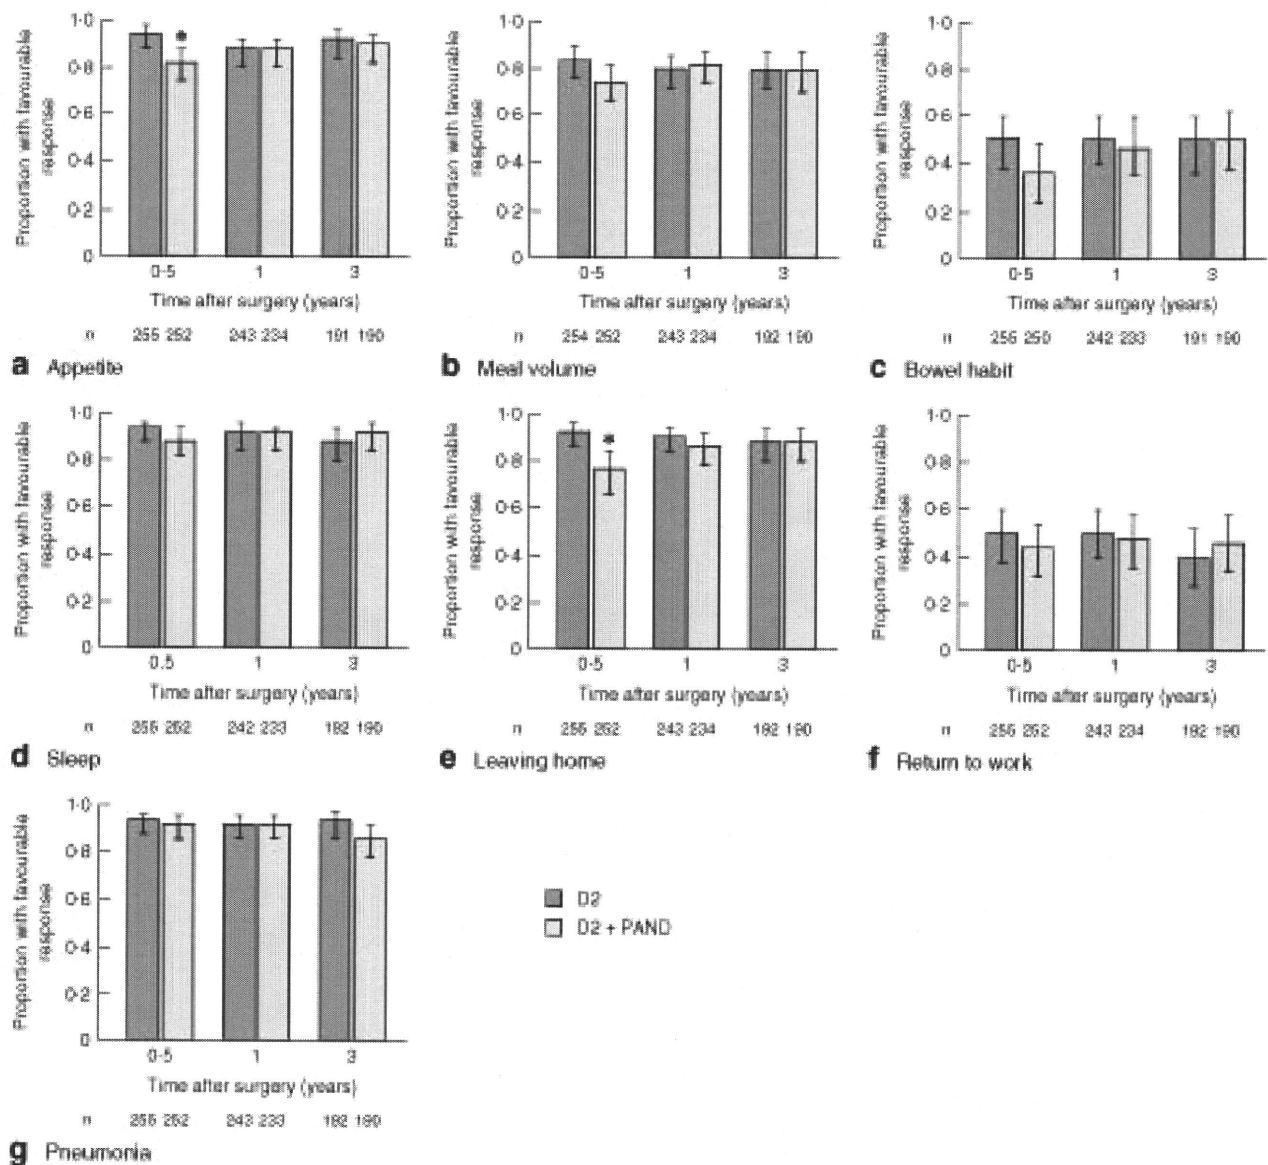 Proportion with favourable
response
1·0
0·8
0·6
0·4
0·2
0
*
0·5 1 3
Time after surgery (years)
n 255 252 243 234 191 190
a Appetite
Proportion with favourable
response
1·0
0·8
0·6
0·4
0·2
0
0·5 1 3
Time after surgery (years)
n 254 252 243 234 192 190
b Meal volume
Proportion with favourable
response
1·0
0·8
0·6
0·4
0·2
0
0·5 1 3
Time after surgery (years)
n 255 250 242 233 191 190
c Bowel habit
Proportion with favourable
response
1·0
0·8
0·6
0·4
0·2
0
0.5 1 3
Time after surgery (years)
n 255 252 242 233 192 190
d Sleep
Proportion with favourable
response
1·0
0·8
0·6
0·4
0·2
0
*
0·5 1 3
Time after surgery (years)
n 255 252 243 234 192 190
e Leaving home
Proportion with favourable
response
1·0
0·8
0·6
0·4
0·2
0
0·5 1 3
Time after surgery (years)
n 255 252 243 234 192 190
f Return to work
Proportion with favourable
response
1·0
0·8
0·6
0·4
0·2
0
0·5 1 3
Time after surgery (years)
n 255 252 243 233 192 190
g Pneumonia
D2
D2 + PAND